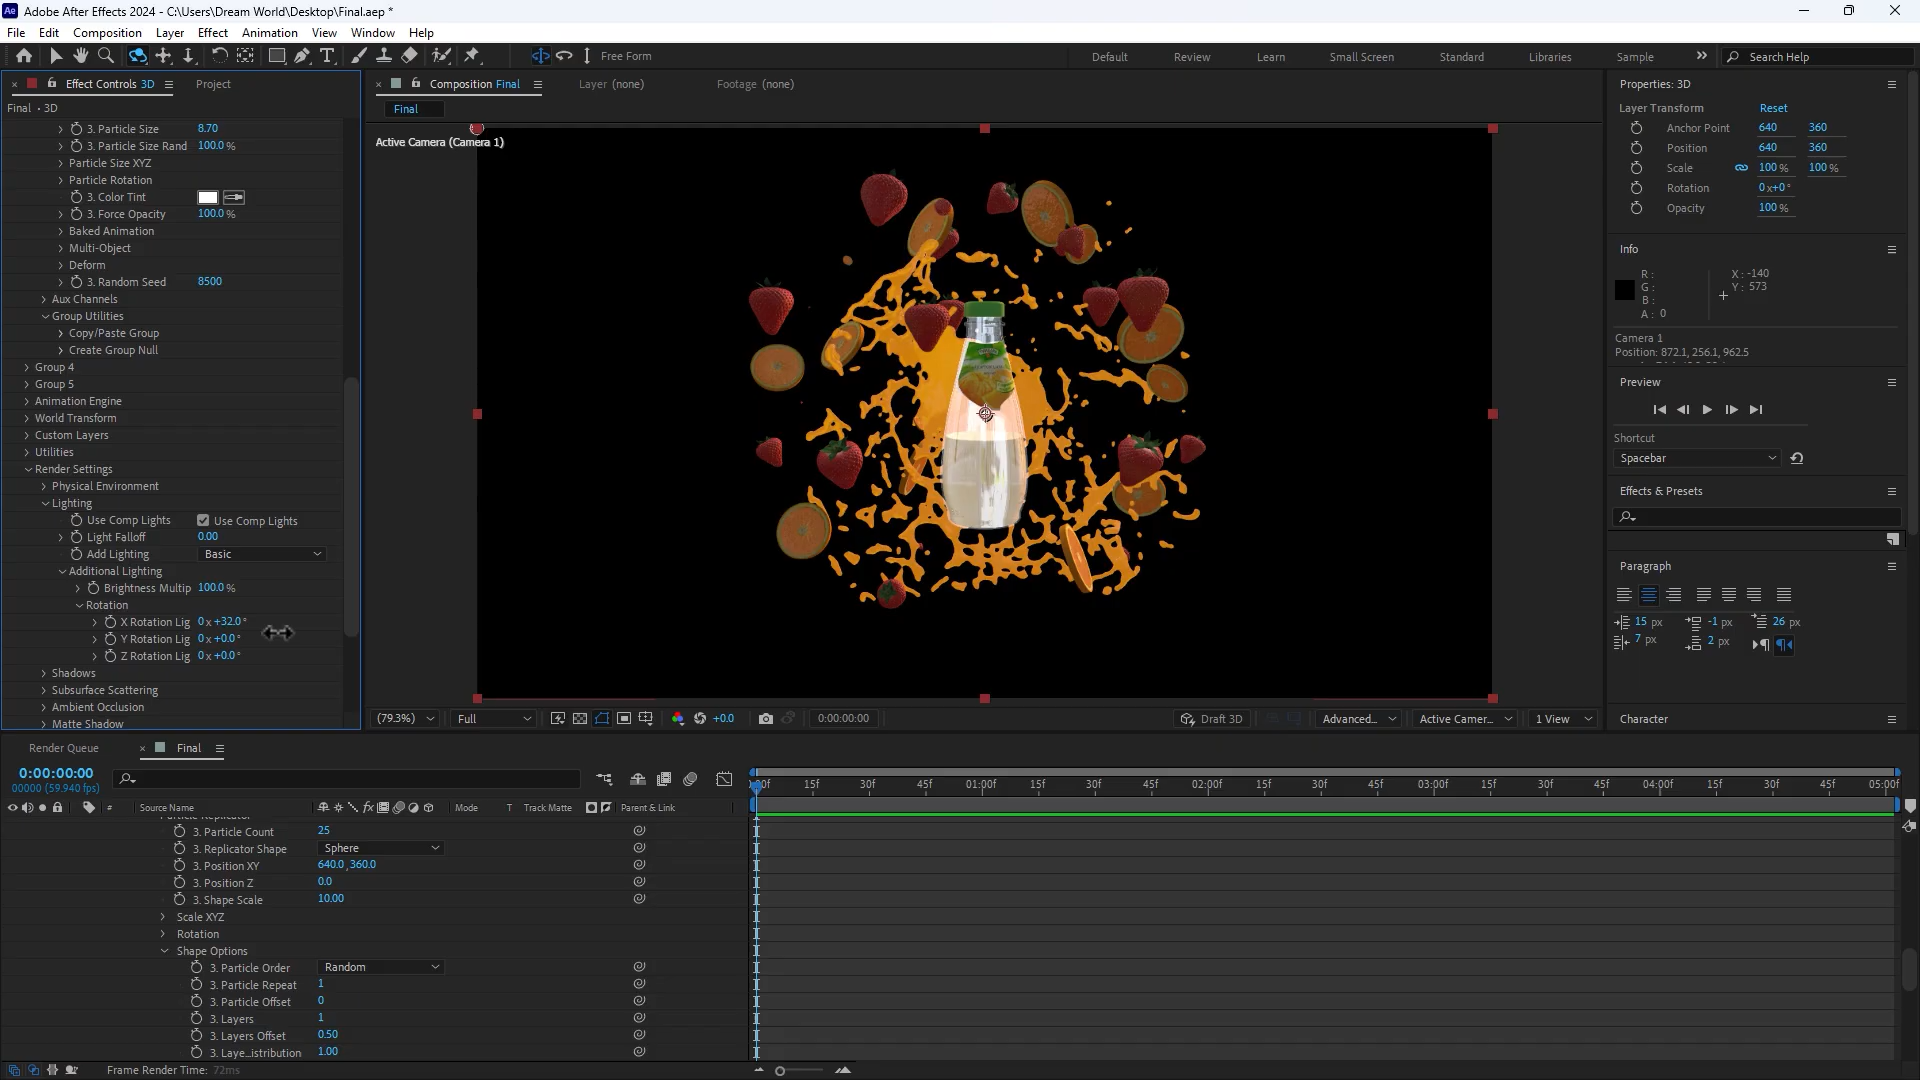 Adobe After Effects 2024 - C:\Users\Dream World\Desktop\Final.aep *
File Edit Composition Layer Effect Animation View Window Help
Free Form
Default Review Learn Small Screen Standard Libraries Sample
Search Help
Effect Controls 3D
Project
Final • 3D
3. Particle Size 8.70
3. Particle Size Rand 100.0 %
Particle Size XYZ
Particle Rotation
3. Color Tint
3. Force Opacity 100.0 %
Baked Animation
Multi-Object
Deform
3. Random Seed 8500
Aux Channels
Group Utilities
Copy/Paste Group
Create Group Null
Group 4
Group 5
Animation Engine
World Transform
Custom Layers
Utilities
Render Settings
Physical Environment
Lighting
Use Comp Lights Use Comp Lights
Light Falloff 0.00
Add Lighting Basic
Additional Lighting
Brightness Multip 100.0 %
Rotation
X Rotation Lig 0 x +32.0 °
Y Rotation Lig 0 x +0.0 °
Z Rotation Lig 0 x +0.0 °
Shadows
Subsurface Scattering
Ambient Occlusion
Matte Shadow
Composition Final
Layer (none)
Footage (none)
Final
Active Camera (Camera 1)
(79.3%) Full +0.0 0:00:00:00 Draft 3D Advanced... Active Camer... 1 View
Properties: 3D
Layer Transform Reset
Anchor Point 640 360
Position 640 360
Scale 100 % 100 %
Rotation 0 x+0 °
Opacity 100 %
Info
R :
G :
B :
A : 0
X : -140
Y : 573
Camera 1
Position: 872.1, 256.1, 962.5
Preview
Shortcut
Spacebar
Effects & Presets
Paragraph
15 px -1 px 26 px
7 px 2 px
Character
Render Queue
Final
0:00:00:00
00000 (59.940 fps)
# Source Name fx Mode T Track Matte Parent & Link
:00f 15f 30f 45f 01:00f 15f 30f 45f 02:00f 15f 30f 45f 03:00f 15f 30f 45f 04:00f 15f 30f 45f 05:00f
Particle Replicator
3. Particle Count 25
3. Replicator Shape Sphere
3. Position XY 640.0 ,360.0
3. Position Z 0.0
3. Shape Scale 10.00
Scale XYZ
Rotation
Shape Options
3. Particle Order Random
3. Particle Repeat 1
3. Particle Offset 0
3. Layers 1
3. Layers Offset 0.50
3. Laye...istribution 1.00
Frame Render Time: 72ms